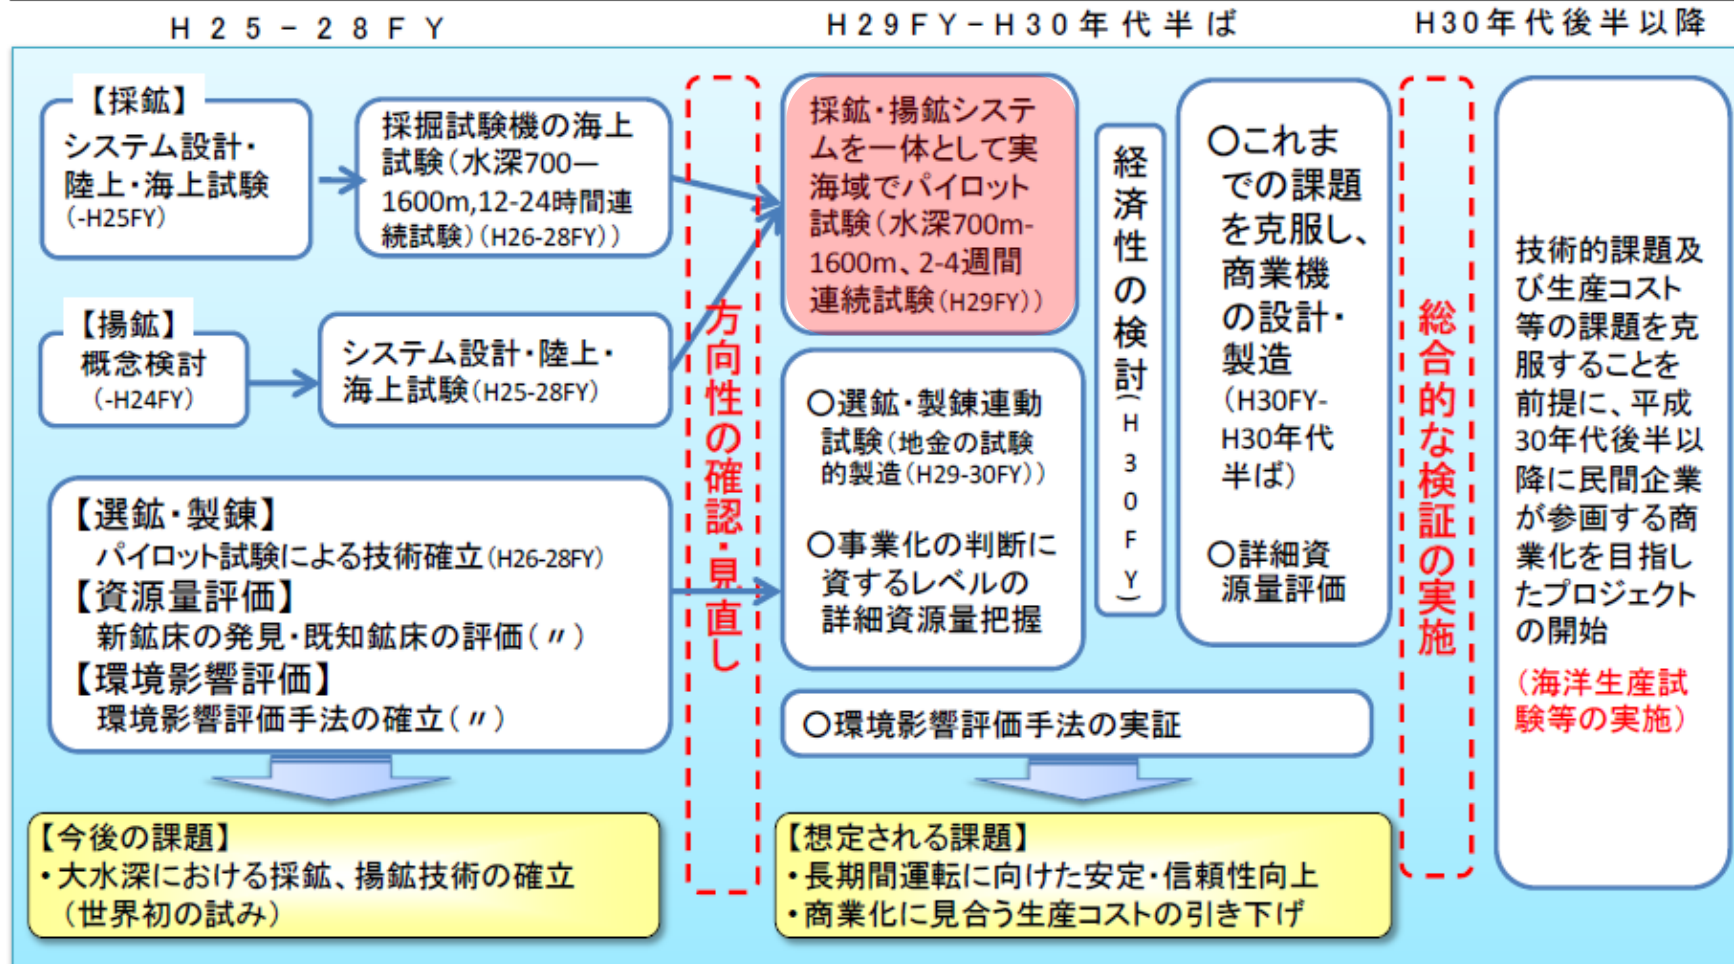 H25-28FY
H29FY-H30年代半ば
H30年代後半以降
【採鉱】
システム設計・
陸上・海上試験
(-H25FY)
採掘試験機の海上
試験(水深700―
1600m,12-24時間連
続試験)(H26-28FY))
【揚鉱】
概念検討
(-H24FY)
システム設計・陸上・
海上試験(H25-28FY)
【選鉱・製錬】
パイロット試験による技術確立(H26-28FY)
【資源量評価】
新鉱床の発見・既知鉱床の評価(〃)
【環境影響評価】
環境影響評価手法の確立(〃)
【今後の課題】
・大水深における採鉱、揚鉱技術の確立
(世界初の試み)
方向性の確認・見直し
採鉱・揚鉱システ
ムを一体として実
海域でパイロット
試験(水深700m-
1600m、2-4週間
連続試験(H29FY))
〇選鉱・製錬連動
試験(地金の試験
的製造(H29-30FY))
〇事業化の判断に
資するレベルの
詳細資源量把握
経済性の検討(H30FY)
〇これま
での課題
を克服し、
商業機
の設計・
製造
(H30FY-
H30年代
半ば)
〇詳細資
源量評価
〇環境影響評価手法の実証
【想定される課題】
・長期間運転に向けた安定・信頼性向上
・商業化に見合う生産コストの引き下げ
総合的な検証の実施
技術的課題及
び生産コスト
等の課題を克
服することを
前提に、平成
30年代後半以
降に民間企業
が参画する商
業化を目指し
たプロジェクト
の開始
(海洋生産試
験等の実施)